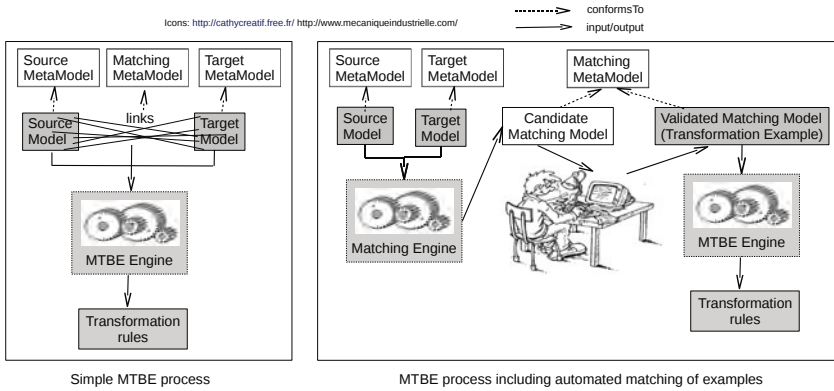 Icons: http://cathycreatif.free.fr/ http://www.mecaniqueindustrielle.com/
conformsTo
input/output
Source
MetaModel
Matching
MetaModel
Target
MetaModel
links
Source
Model
Target
Model
MTBE Engine
Transformation
rules
Simple MTBE process
Source
MetaModel
Target
MetaModel
Matching
MetaModel
Source
Model
Target
Model
Candidate
Matching Model
Validated Matching Model
(Transformation Example)
Matching Engine
MTBE Engine
Transformation
rules
MTBE process including automated matching of examples